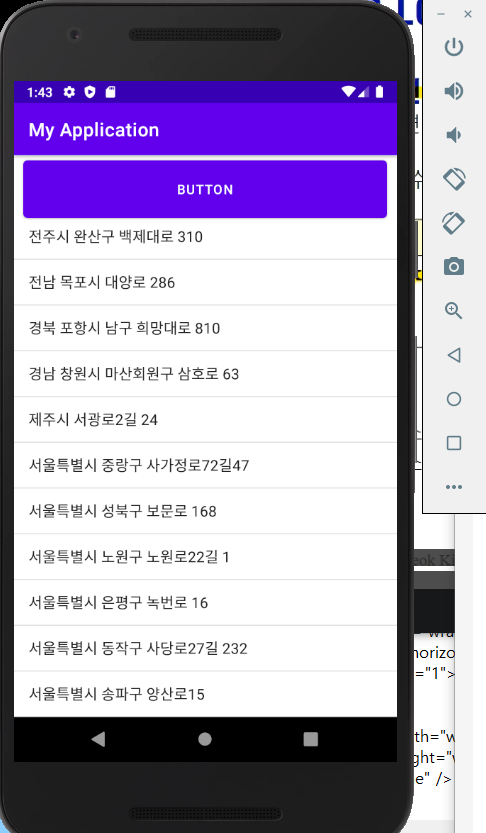 1:43
My Application
BUTTON
전주시 완산구 백제대로 310
전남 목포시 대양로 286
경북 포항시 남구 희망대로 810
경남 창원시 마산회원구 삼호로 63
제주시 서광로2길 24
서울특별시 중랑구 사가정로72길47
서울특별시 성북구 보문로 168
서울특별시 노원구 노원로22길 1
서울특별시 은평구 녹번로 16
서울특별시 동작구 사당로27길 232
서울특별시 송파구 양산로15
="1">
e" />